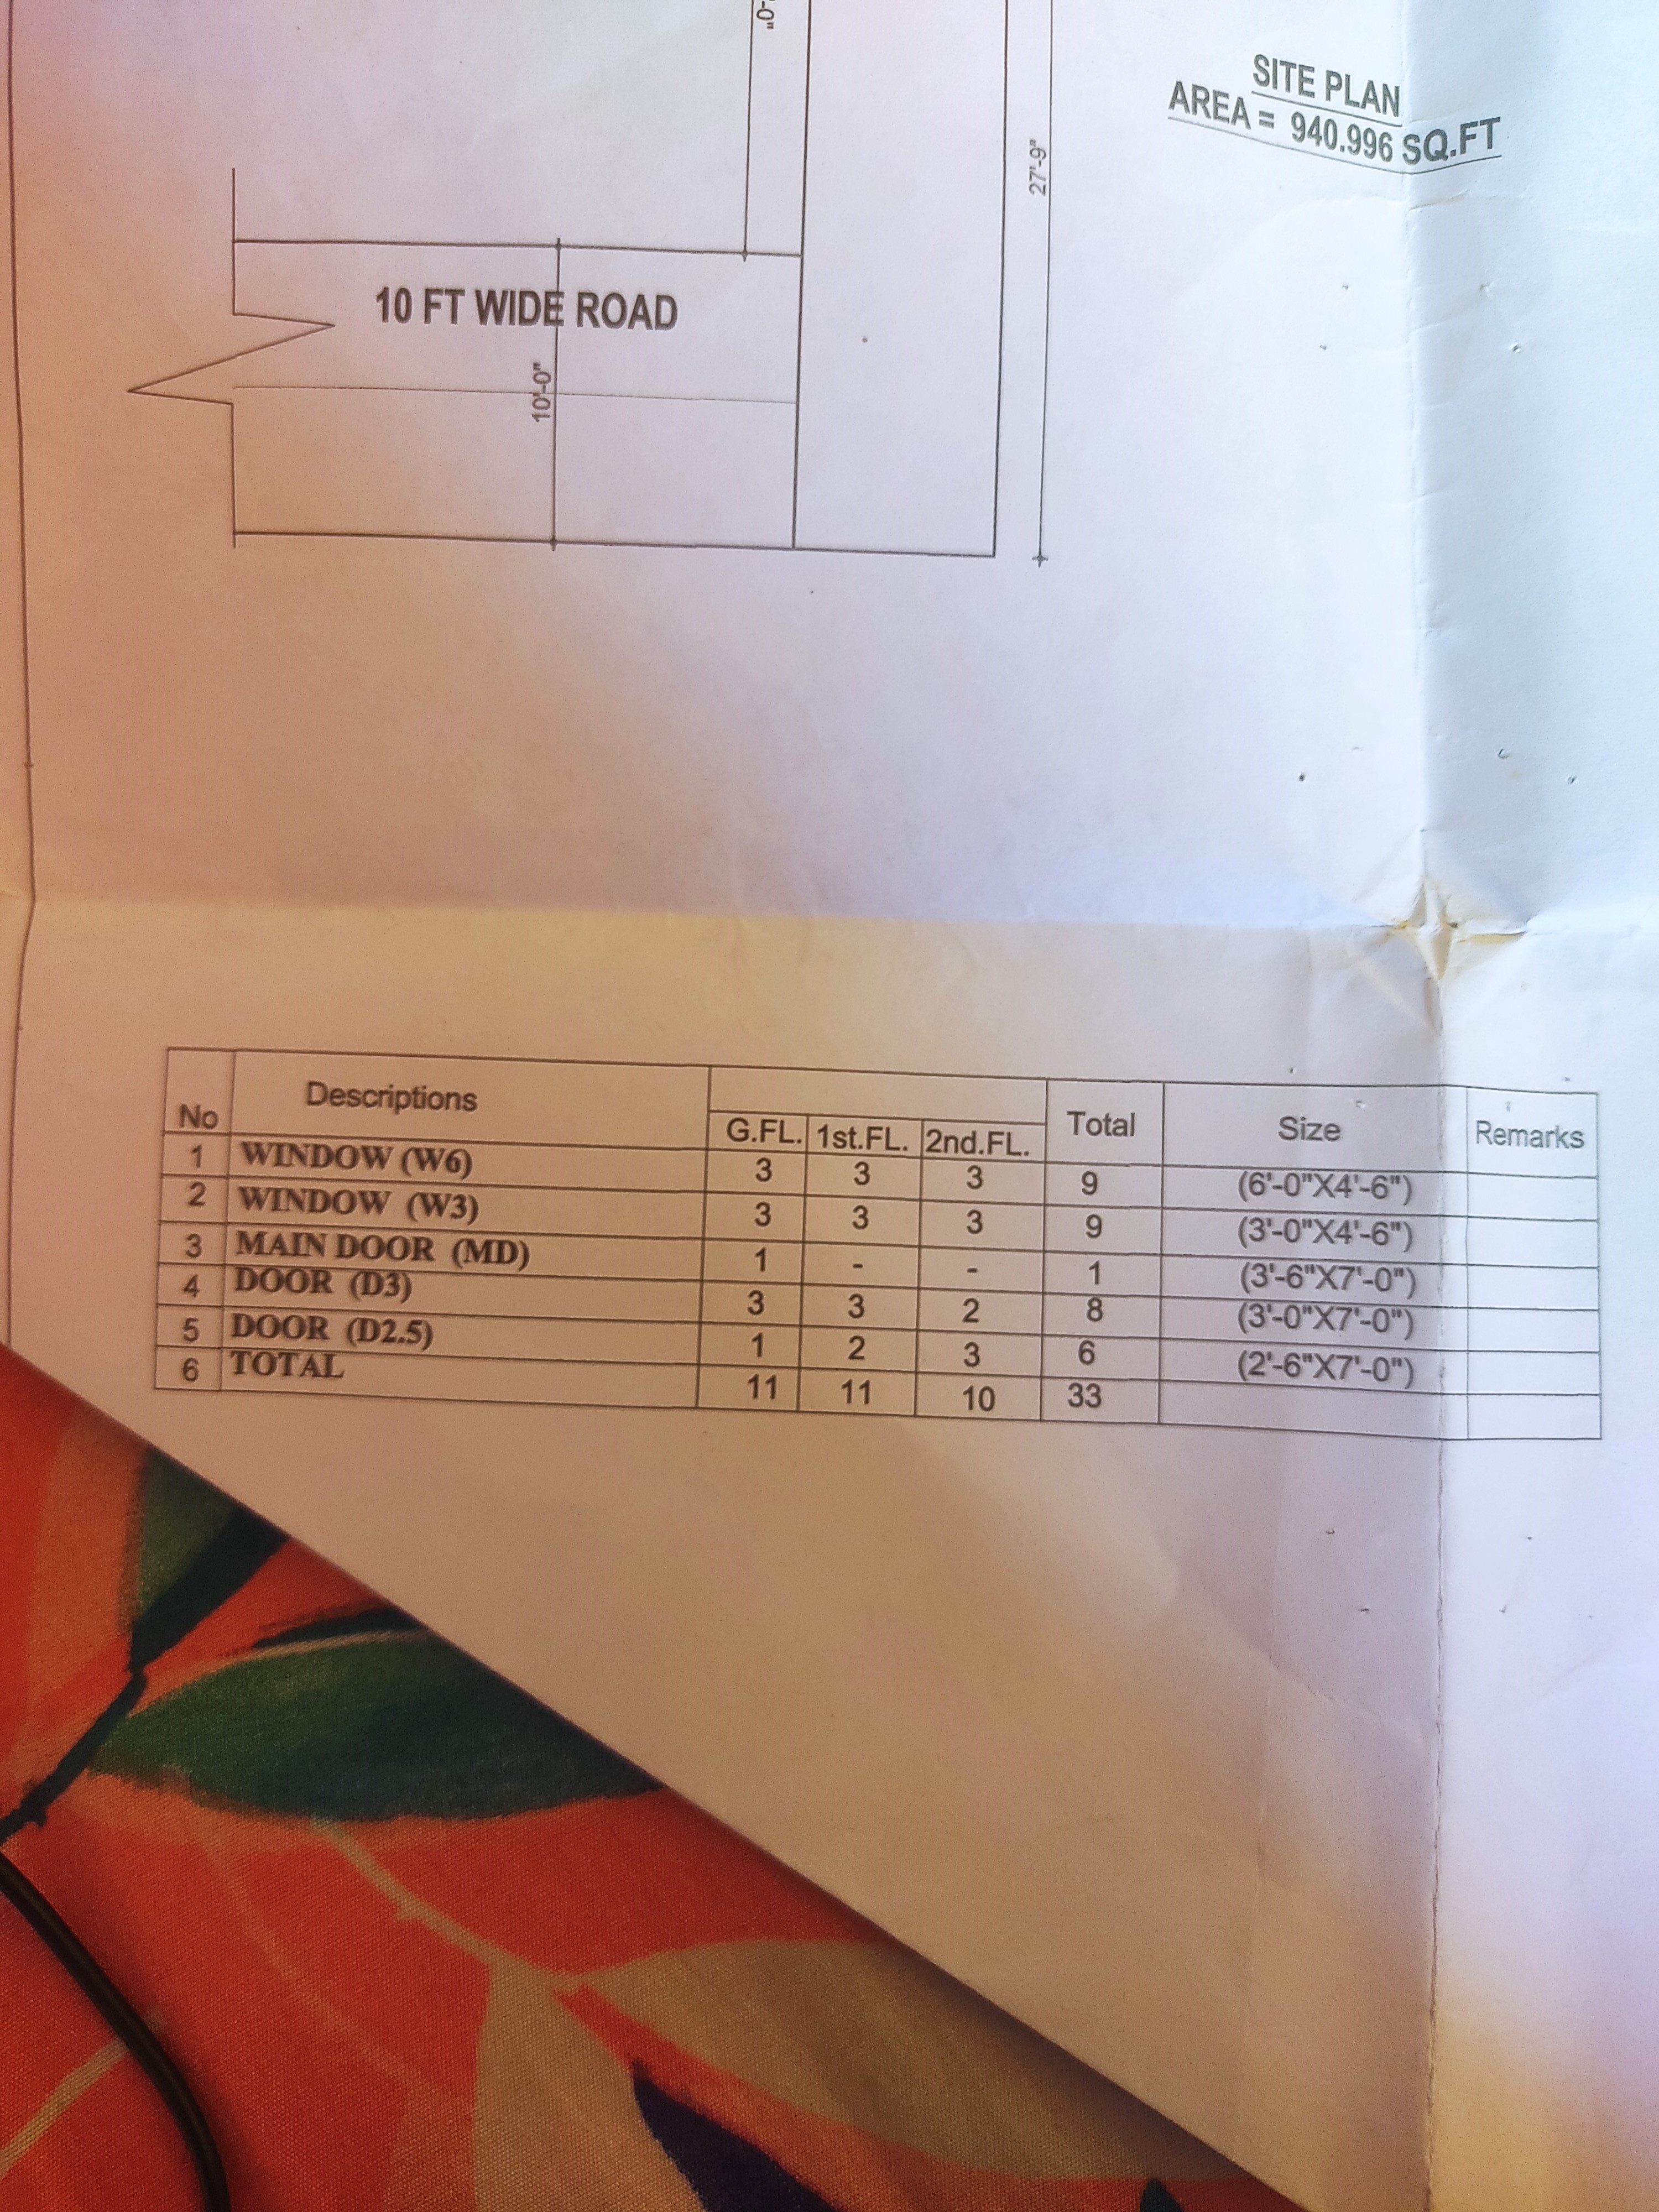 SITE PLAN
AREA = 940.996 SQ.FT
27'-9"
10 FT WIDE ROAD
10'-0"
No Descriptions G.FL. 1st.FL. 2nd.FL. Total Size Remarks
1 WINDOW (W6) 3 3 3 9 (6'-0"X4'-6")
2 WINDOW (W3) 3 3 3 9 (3'-0"X4'-6")
3 MAIN DOOR (MD) 1 - - 1 (3'-6"X7'-0")
4 DOOR (D3) 3 3 2 8 (3'-0"X7'-0")
5 DOOR (D2.5) 1 2 3 6 (2'-6"X7'-0")
6 TOTAL 11 11 10 33